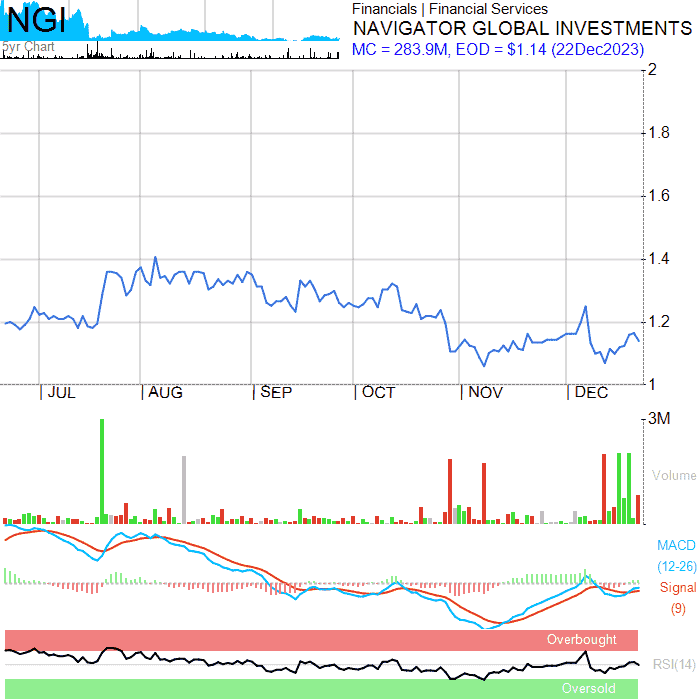 NGI
5yr Chart
Financials | Financial Services
NAVIGATOR GLOBAL INVESTMENTS
MC = 283.9M, EOD = $1.14 (22Dec2023)
2
1.8
1.6
1.4
1.2
1
JUL AUG SEP OCT NOV DEC
3M
Volume
MACD
(12-26)
Signal
(9)
Overbought
RSI(14)
Oversold